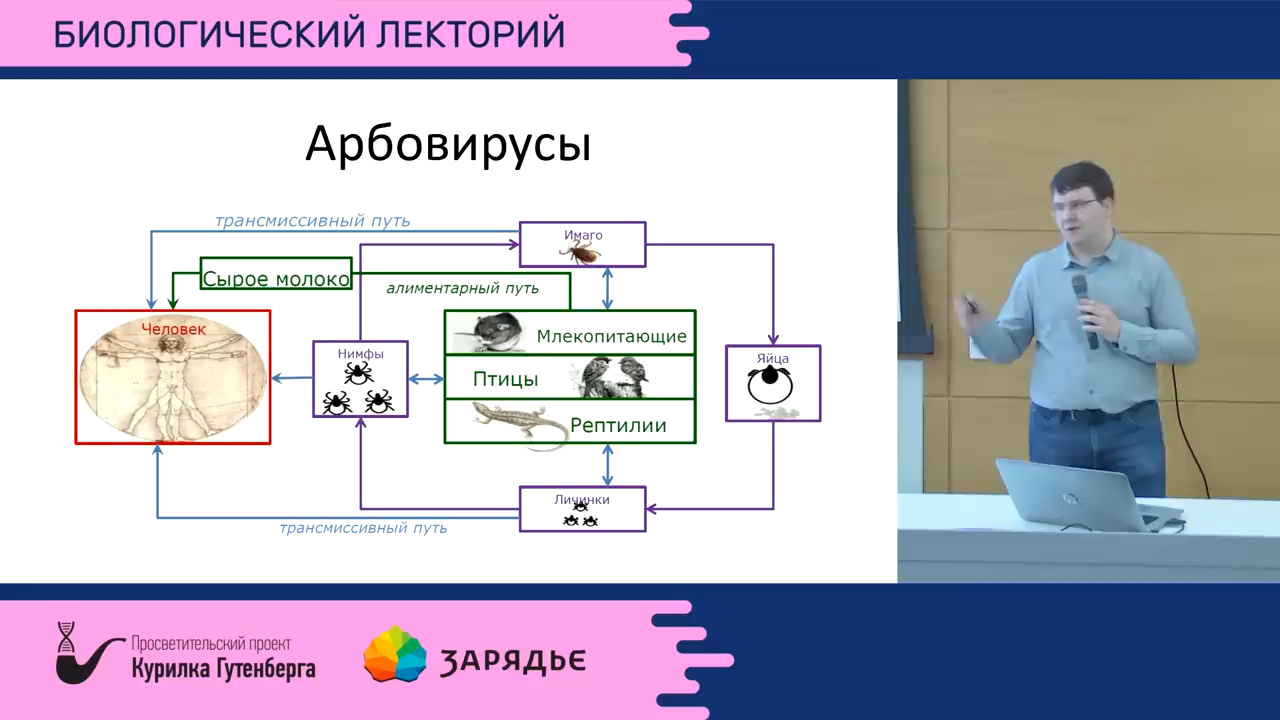 БИОЛОГИЧЕСКИЙ ЛЕКТОРИЙ
Арбовирусы
трансмиссивный путь
Имаго
Сырое молоко
алиментарный путь
Человек
Нимфы
Млекопитающие
Птицы
Рептилии
Яйца
Личинки
трансмиссивный путь
Просветительский проект
Курилка Гутенберга
ЗАРЯДЬЕ
hp